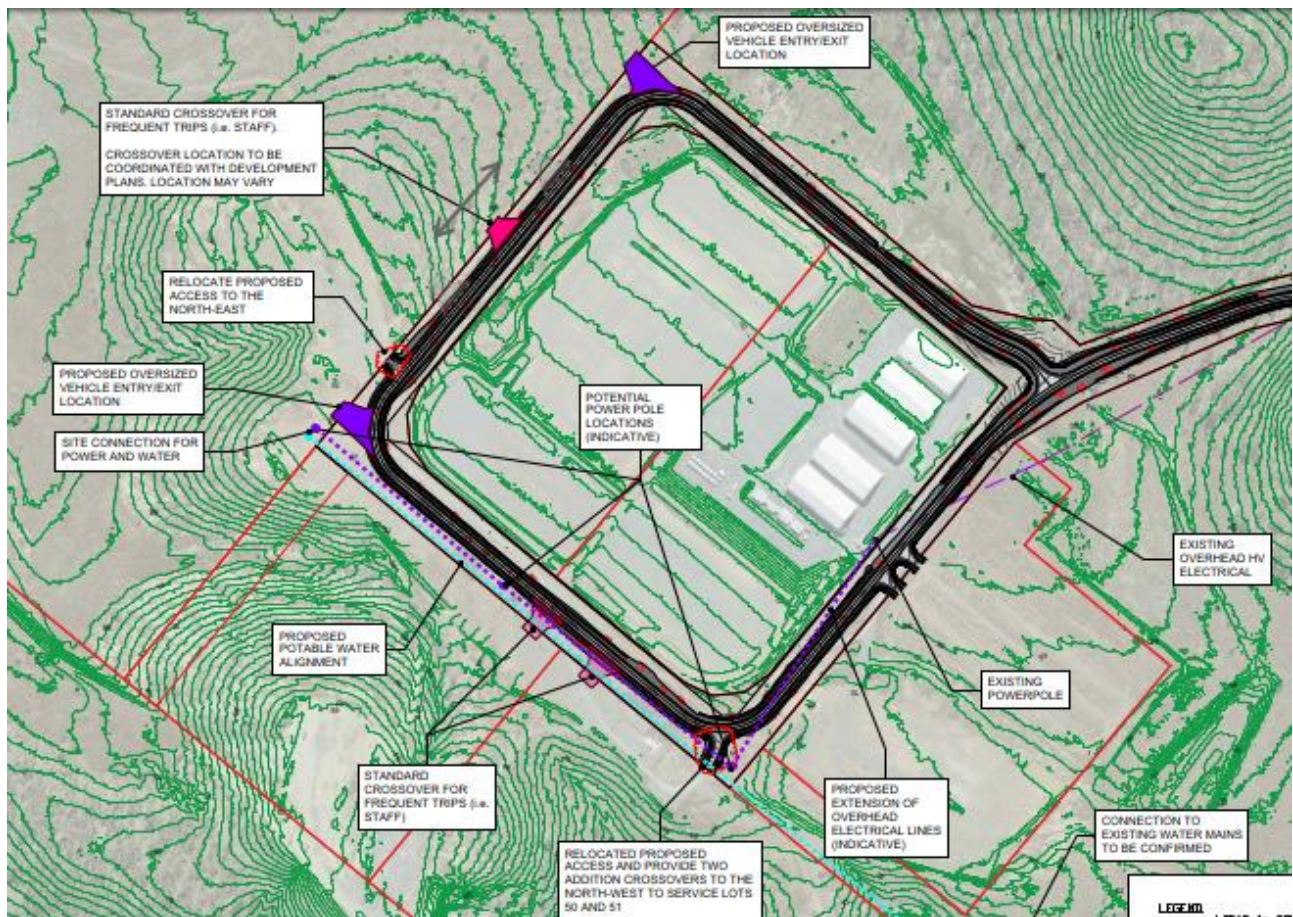 PROPOSED OVERSIZED
VEHICLE ENTRY/EXIT
LOCATION
STANDARD CROSSOVER FOR
FREQUENT TRIPS (i.e. STAFF).
CROSSOVER LOCATION TO BE
COORDINATED WITH DEVELOPMENT
PLANS. LOCATION MAY VARY
RELOCATE PROPOSED
ACCESS TO THE
NORTH-EAST
PROPOSED OVERSIZED
VEHICLE ENTRY/EXIT
LOCATION
SITE CONNECTION FOR
POWER AND WATER
POTENTIAL
POWER POLE
LOCATIONS
(INDICATIVE)
EXISTING
OVERHEAD HV
ELECTRICAL
PROPOSED
POTABLE WATER
ALIGNMENT
EXISTING
POWERPOLE
STANDARD
CROSSOVER FOR
FREQUENT TRIPS (i.e.
STAFF)
PROPOSED
EXTENSION OF
OVERHEAD
ELECTRICAL LINES
(INDICATIVE)
CONNECTION TO
EXISTING WATER MAINS
TO BE CONFIRMED
RELOCATED PROPOSED
ACCESS AND PROVIDE TWO
ADDITION CROSSOVERS TO THE
NORTH-WEST TO SERVICE LOTS
50 AND 51
LEGEND